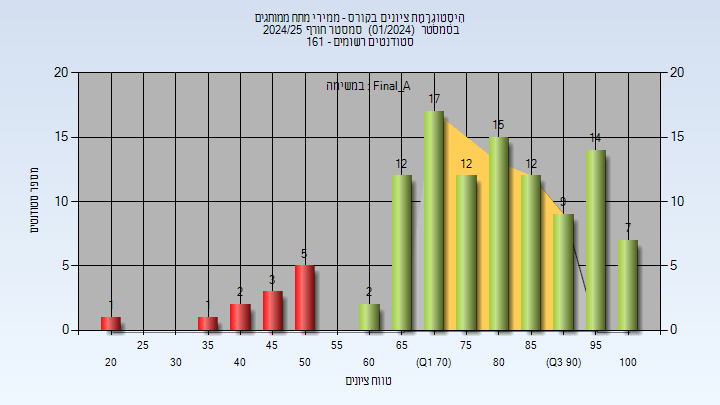 הִיסְטוֹגְרַמַּת ציונים בקורס - ממירי מתח ממותגים
בסמסטר (01/2024) סמסטר חורף 2024/25
סטודנטים רשומים - 161
במשימה : Final_A
מספר סטודנטים
20 20
15 15
10 10
5 5
0 0
1 1 2 3 5 2 12 17 12 15 12 9 14 7
25 35 45 55 65 75 85 95
20 30 40 50 60 (Q1 70) 80 (Q3 90) 100
טווח ציונים